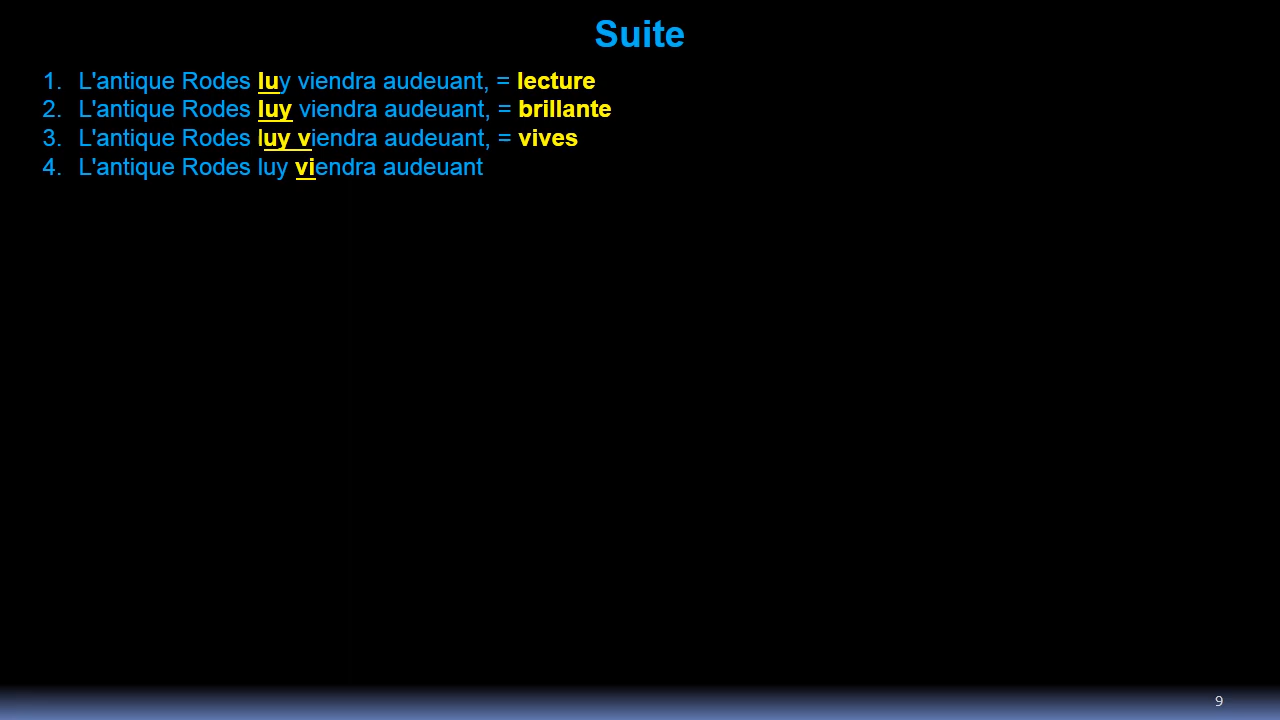 Suite
1. L'antique Rodes luy viendra audeuant, = lecture
2. L'antique Rodes luy viendra audeuant, = brillante
3. L'antique Rodes luy viendra audeuant, = vives
4. L'antique Rodes luy viendra audeuant
9